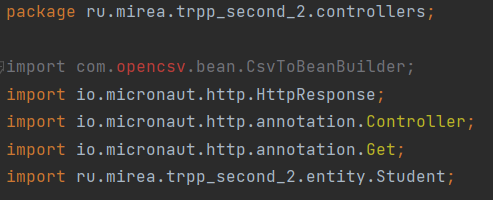 package ru.mirea.trpp_second_2.controllers;
import com.opencsv.bean.CsvToBeanBuilder;
import io.micronaut.http.HttpResponse;
import io.micronaut.http.annotation.Controller;
import io.micronaut.http.annotation.Get;
import ru.mirea.trpp_second_2.entity.Student;